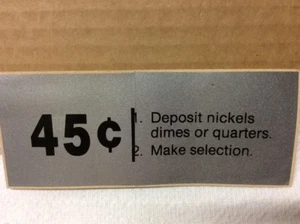 45¢
1. Deposit nickels
dimes or quarters.
2. Make selection.